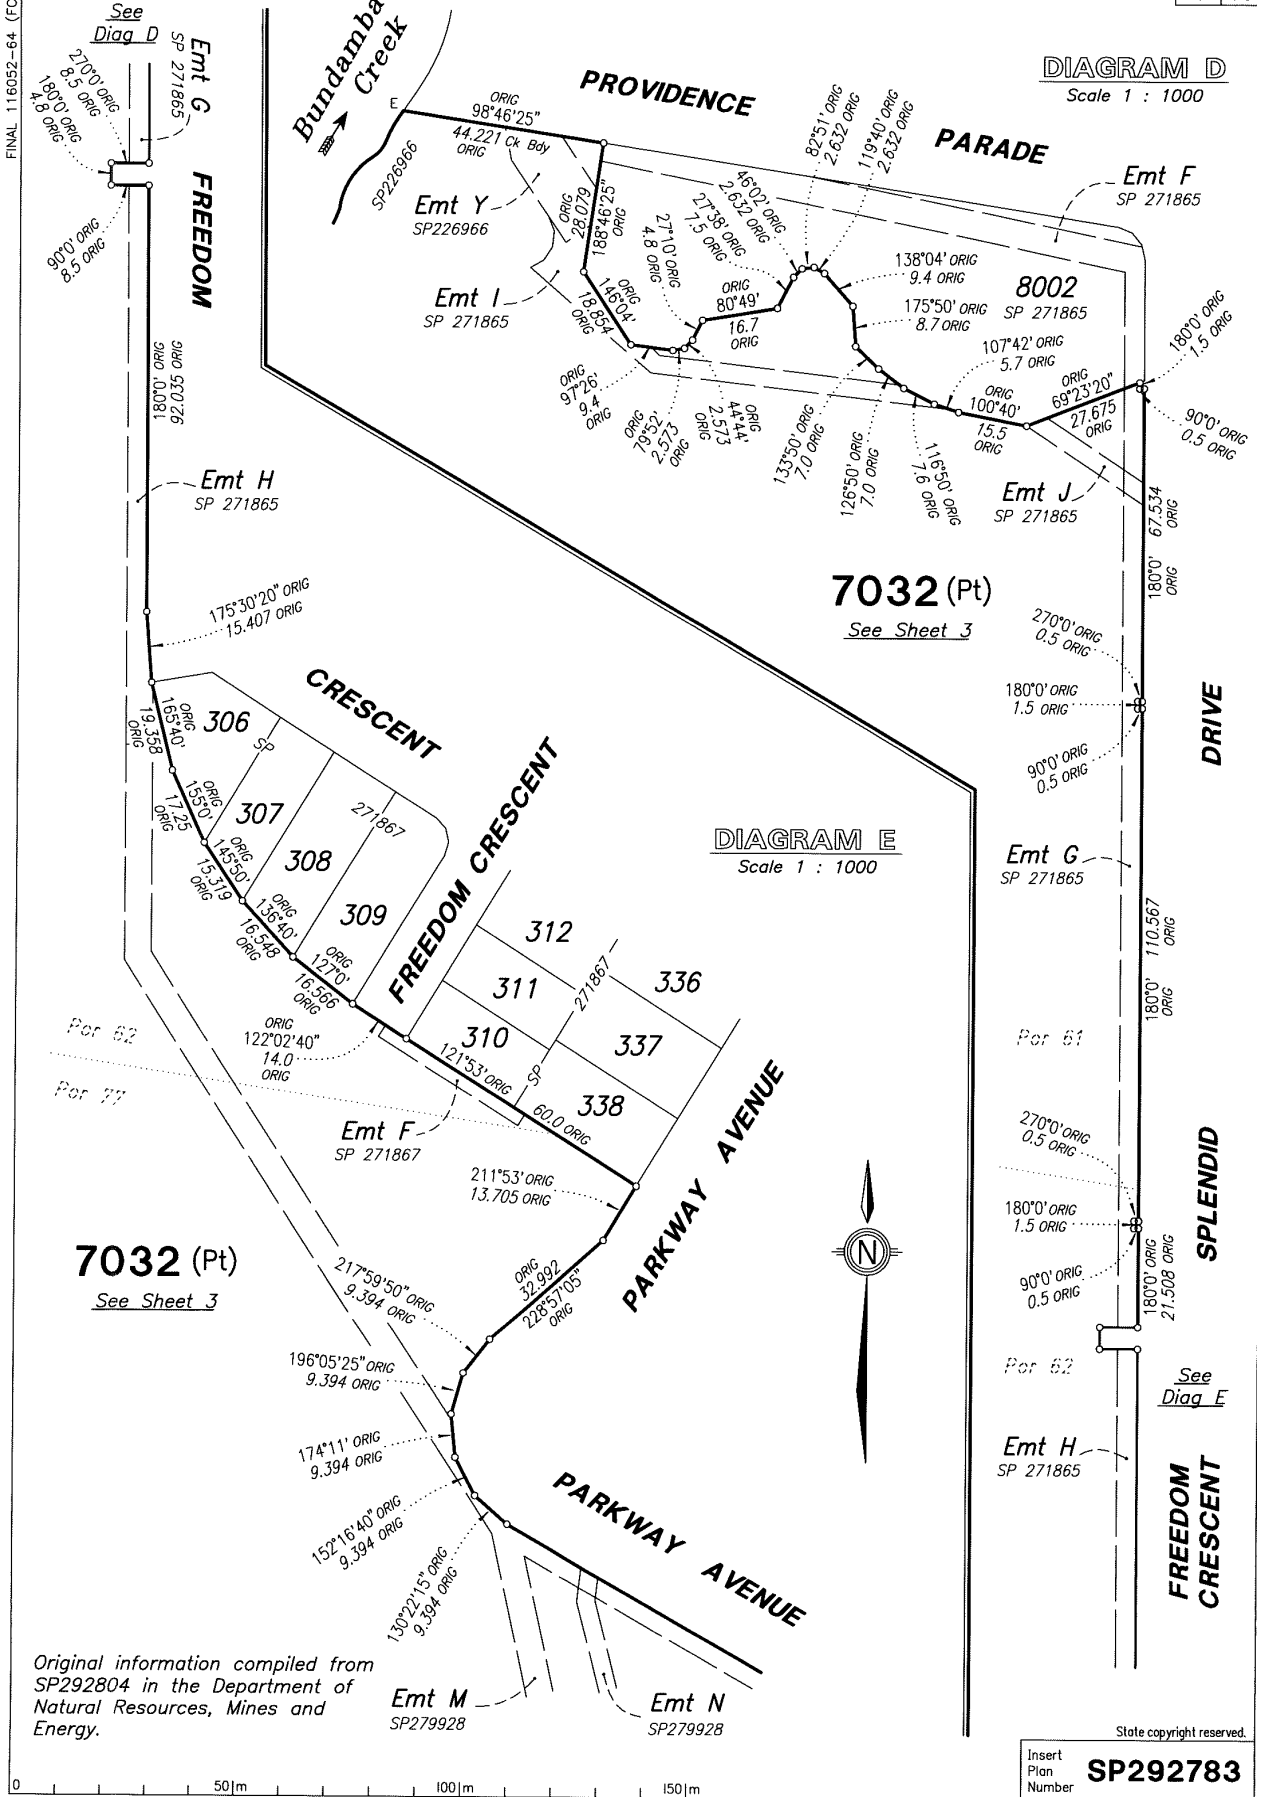 FINAL 116052-64
See
Diag D
Emt G
SP 271865
270°0' ORIG
8.5 ORIG
180°0' ORIG
4.8 ORIG
90°0' ORIG
8.5 ORIG
FREEDOM
180°0' ORIG
92.035 ORIG
Emt H
SP 271865
175°30'20" ORIG
15.407 ORIG
Bundamba
Creek
E
SP226966
ORIG
98°46'25"
44.221 Ck Bdy
ORIG
Emt Y
SP226966
Emt I
SP 271865
ORIG
28.079
188°46'25"
ORIG
ORIG
146°04'
18.854
ORIG
PROVIDENCE
PARADE
DIAGRAM D
Scale 1 : 1000
82°51' ORIG
2.632 ORIG
119°40' ORIG
2.632 ORIG
46°02' ORIG
2.632 ORIG
27°38' ORIG
7.5 ORIG
27°10' ORIG
4.8 ORIG
ORIG
80°49'
16.7
ORIG
138°04' ORIG
9.4 ORIG
175°50' ORIG
8.7 ORIG
107°42' ORIG
5.7 ORIG
Emt F
SP 271865
8002
SP 271865
180°0' ORIG
1.5 ORIG
ORIG
97°26'
9.4
ORIG
ORIG
79°52'
2.573
ORIG
ORIG
44°44'
2.573
ORIG
133°50' ORIG
7.0 ORIG
126°50' ORIG
7.0 ORIG
116°50' ORIG
7.6 ORIG
ORIG
100°40'
15.5
ORIG
ORIG
69°23'20"
27.675
ORIG
90°0' ORIG
0.5 ORIG
Emt J
SP 271865
67.534
ORIG
180°0'
ORIG
7032 (Pt)
See Sheet 3
270°0' ORIG
0.5 ORIG
180°0' ORIG
1.5 ORIG
90°0' ORIG
0.5 ORIG
DRIVE
Emt G
SP 271865
110.567
ORIG
180°0'
ORIG
Por 61
270°0' ORIG
0.5 ORIG
180°0' ORIG
1.5 ORIG
90°0' ORIG
0.5 ORIG
180°0' ORIG
21.508 ORIG
SPLENDID
Por 62
See
Diag E
Emt H
SP 271865
FREEDOM
CRESCENT
CRESCENT
306
SP
307
308
271867
309
ORIG
165°40'
19.358
ORIG
ORIG
155°0'
17.25
ORIG
ORIG
145°50'
15.319
ORIG
ORIG
136°40'
16.548
ORIG
ORIG
127°0'
16.566
ORIG
ORIG
122°02'40"
14.0
ORIG
FREEDOM CRESCENT
DIAGRAM E
Scale 1 : 1000
312
311
310
271867
SP
336
337
338
121°53' ORIG
60.0 ORIG
Por 62
Por 77
Emt F
SP 271867
PARKWAY AVENUE
211°53' ORIG
13.705 ORIG
7032 (Pt)
See Sheet 3
ORIG
32.992
228°57'05"
ORIG
217°59'50" ORIG
9.394 ORIG
196°05'25" ORIG
9.394 ORIG
174°11' ORIG
9.394 ORIG
152°16'40" ORIG
9.394 ORIG
130°22'15" ORIG
9.394 ORIG
N
PARKWAY AVENUE
Emt M
SP279928
Emt N
SP279928
Original information compiled from
SP292804 in the Department of
Natural Resources, Mines and
Energy.
State copyright reserved.
Insert
Plan
Number
SP292783
0 50|m 100|m 150|m